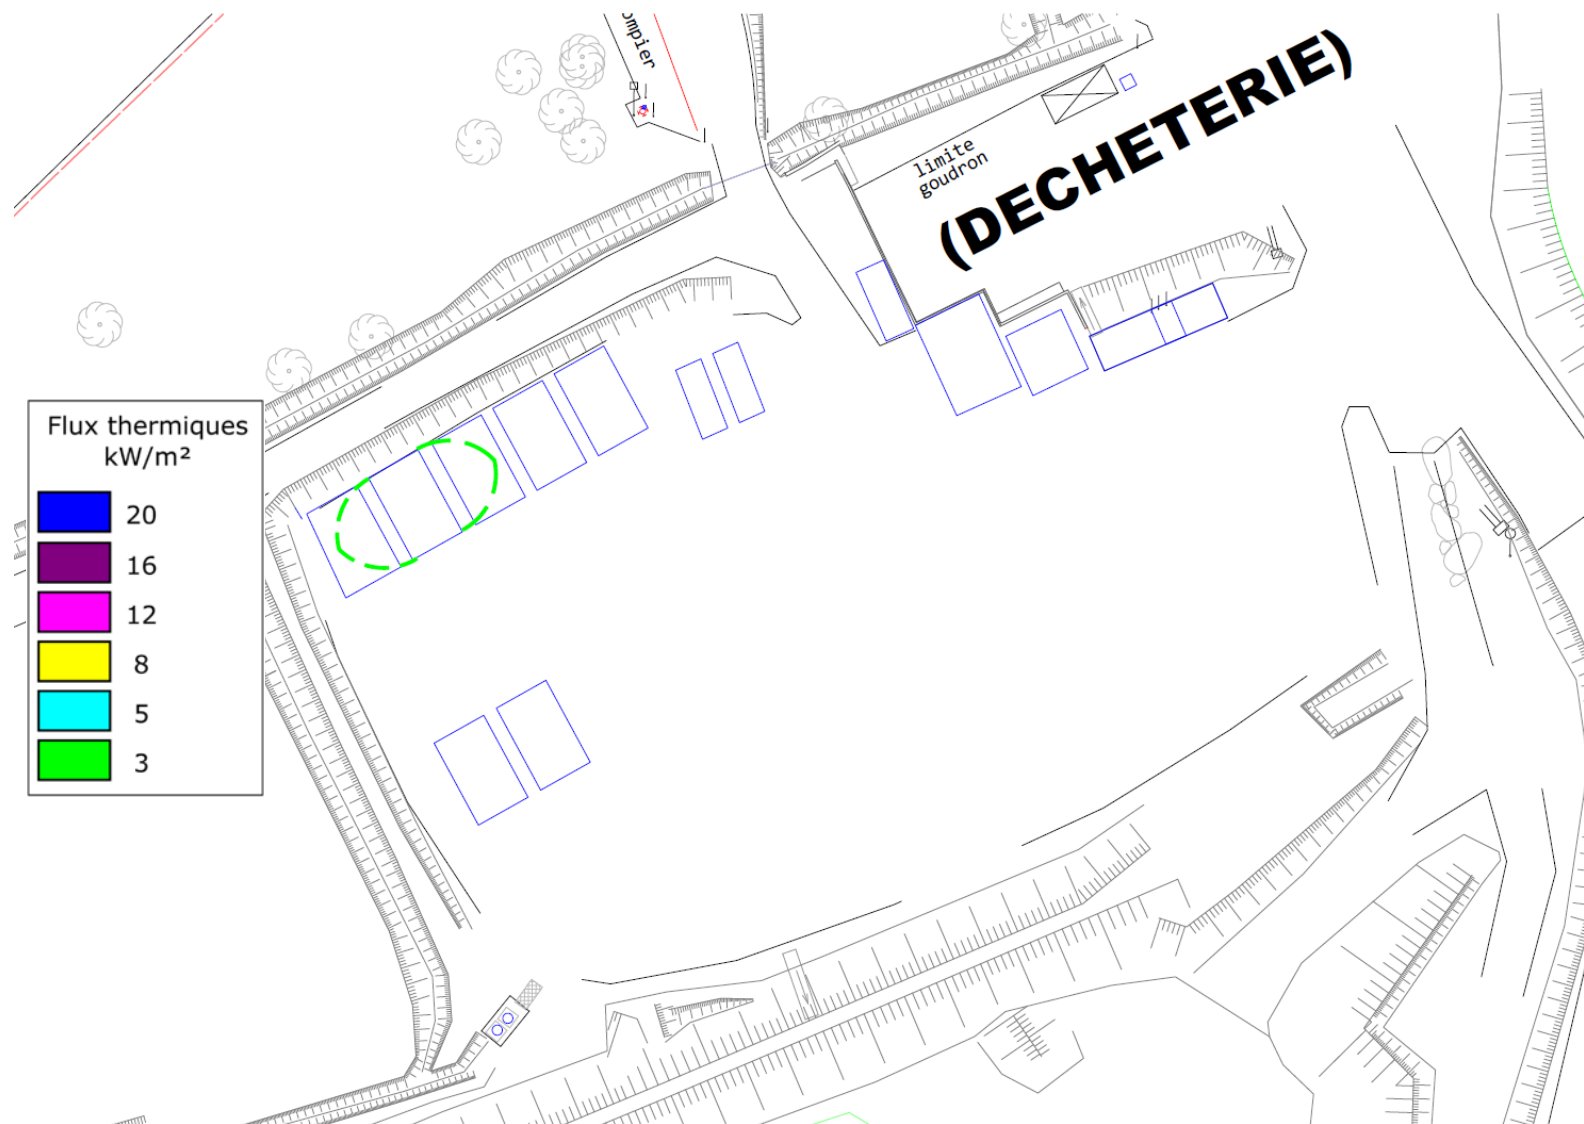 ompier
limite
goudron
(DECHETERIE)
Flux thermiques
kW/m²
20
16
12
8
5
3